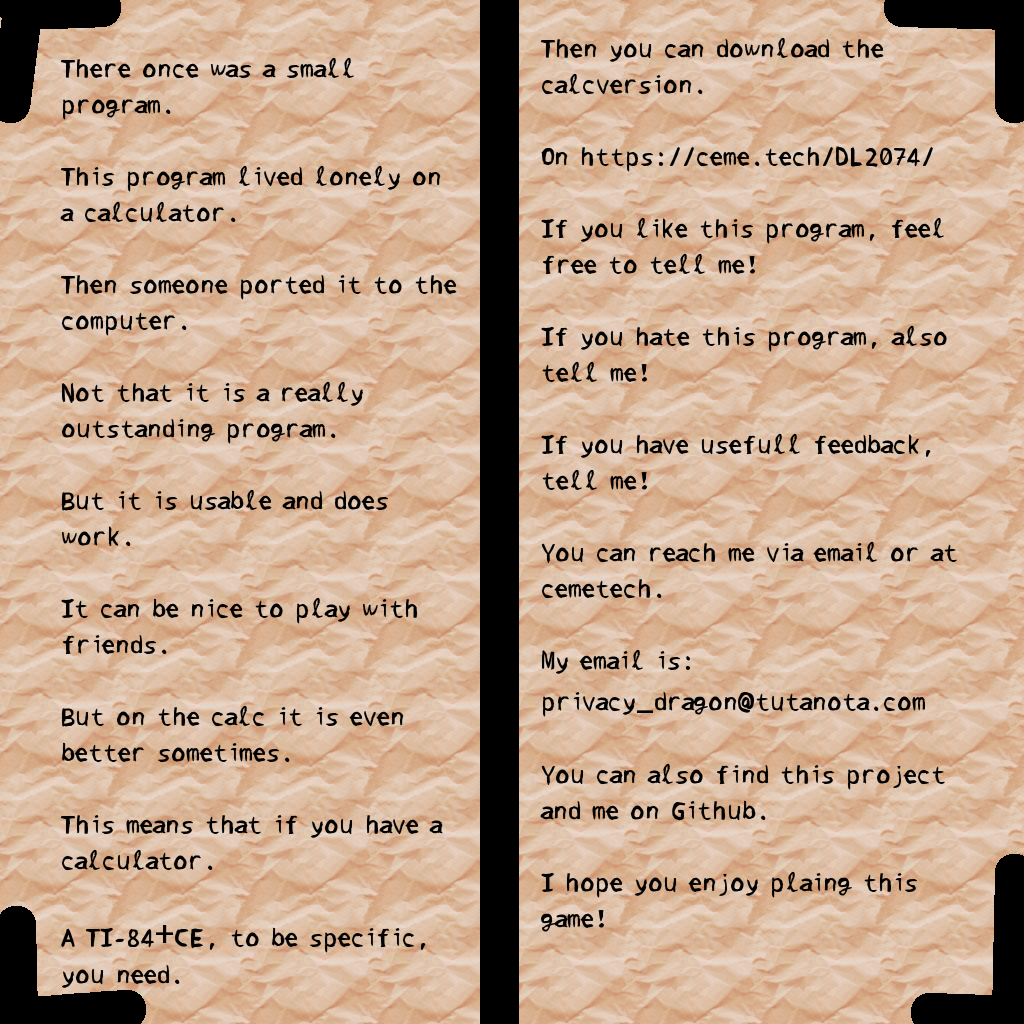 There once was a small
program.
This program lived lonely on
a calculator.
Then someone ported it to the
computer.
Not that it is a really
outstanding program.
But it is usable and does
work.
It can be nice to play with
friends.
But on the calc it is even
better sometimes.
This means that if you have a
calculator.
A TI-84+CE, to be specific,
you need.
Then you can download the
calcversion.
On https://ceme.tech/DL2074/
If you like this program, feel
free to tell me!
If you hate this program, also
tell me!
If you have usefull feedback,
tell me!
You can reach me via email or at
cemetech.
My email is:
privacy_dragon@tutanota.com
You can also find this project
and me on Github.
I hope you enjoy plaing this
game!